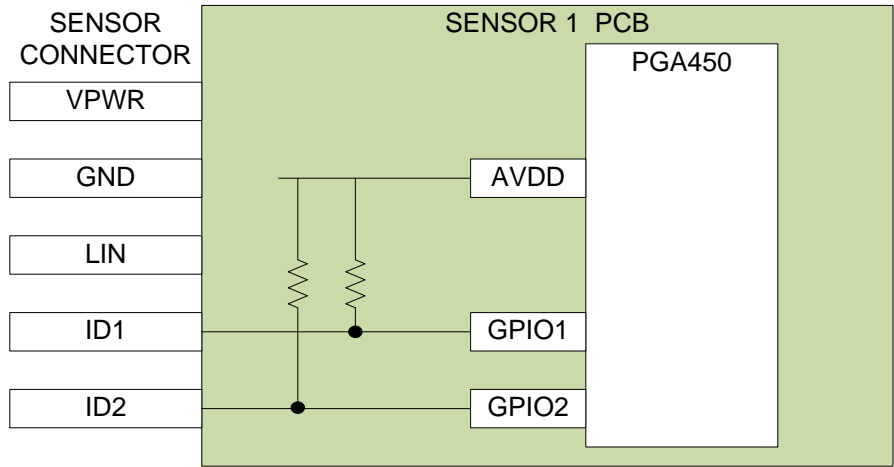 SENSOR
CONNECTOR
SENSOR 1 PCB
PGA450
VPWR
GND
AVDD
LIN
ID1
GPIO1
ID2
GPIO2